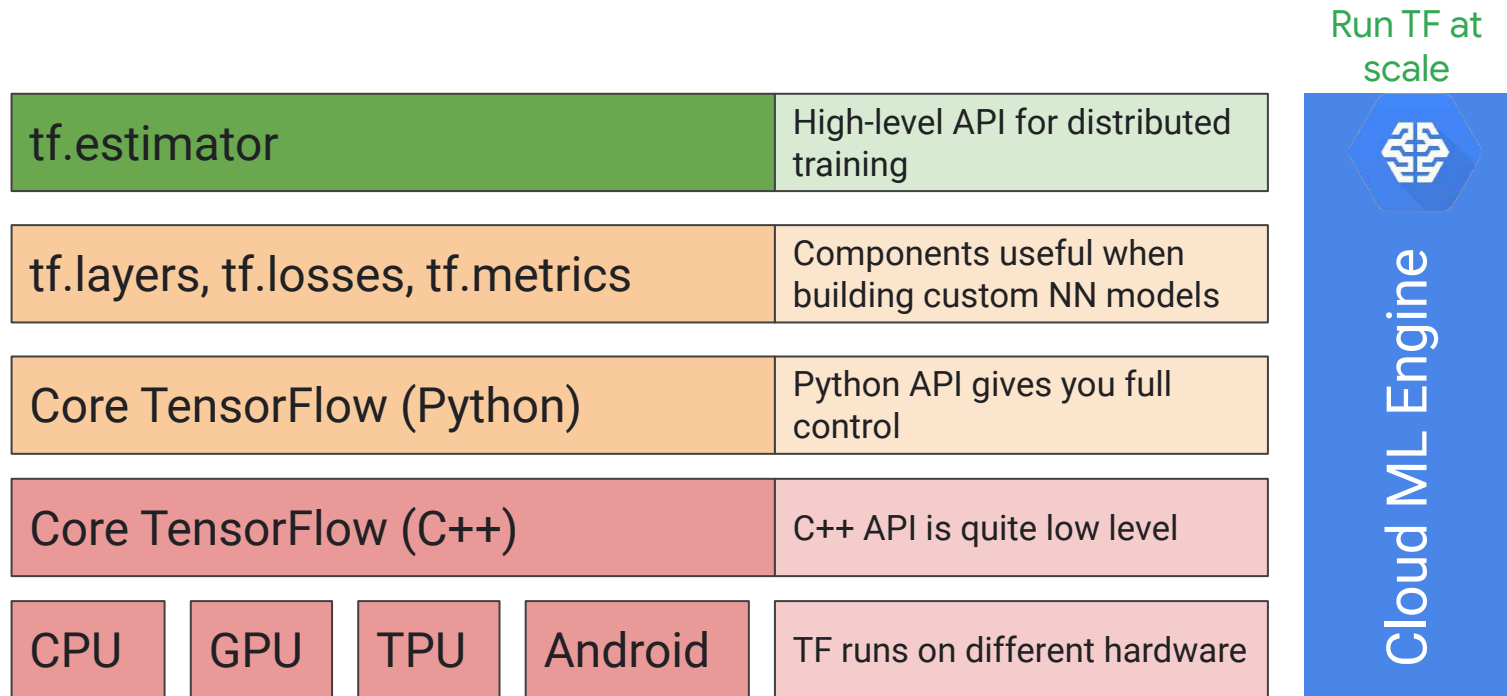 Run TF at
scale
tf.estimator
High-level API for distributed
training
tf.layers, tf.losses, tf.metrics
Components useful when
building custom NN models
Core TensorFlow (Python)
Python API gives you full
control
Core TensorFlow (C++)
C++ API is quite low level
CPU
GPU
TPU
Android
TF runs on different hardware
Cloud ML Engine